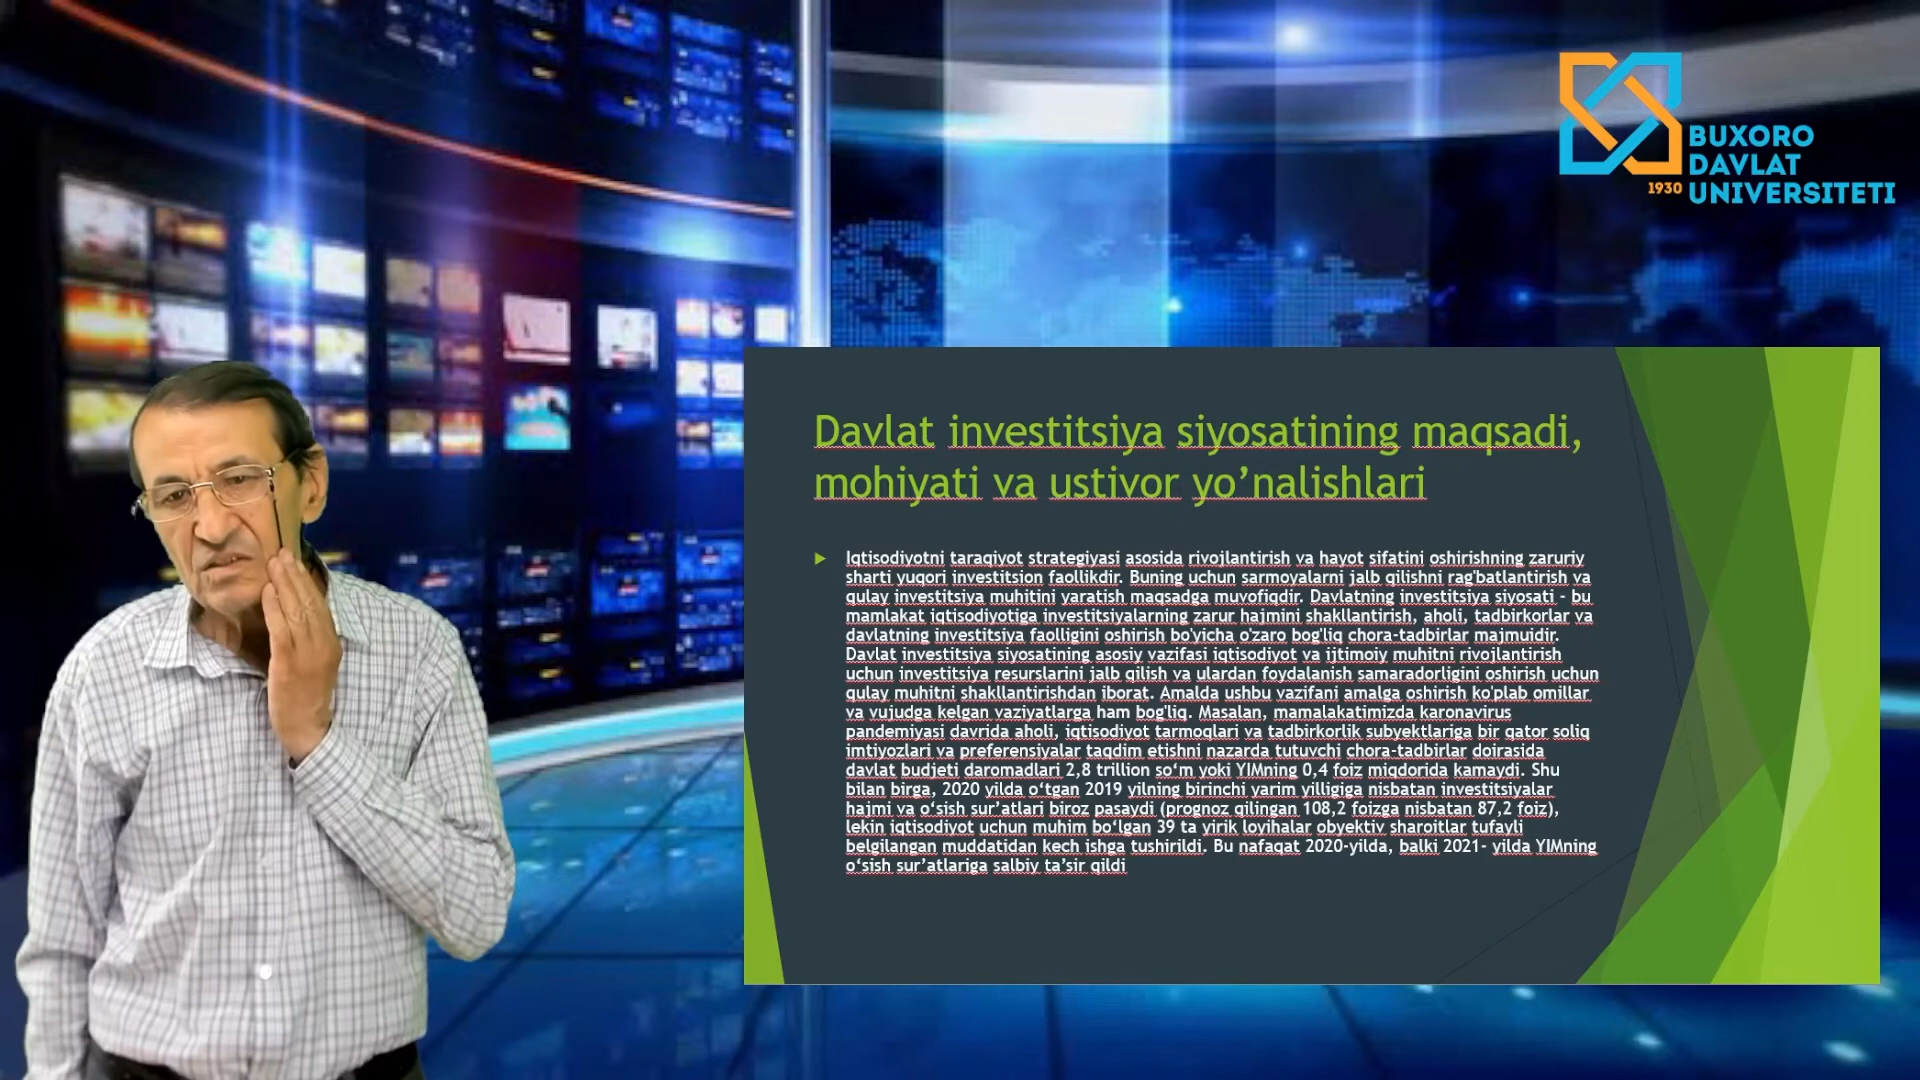 BUXORO
DAVLAT
1930 UNIVERSITETI
Davlat investitsiya siyosatining maqsadi,
mohiyati va ustivor yo’nalishlari
Iqtisodiyotni taraqiyot strategiyasi asosida rivojlantirish va hayot sifatini oshirishning zaruriy
sharti yuqori investitsion faollikdir. Buning uchun sarmoyalarni jalb qilishni rag'batlantirish va
qulay investitsiya muhitini yaratish maqsadga muvofiqdir. Davlatning investitsiya siyosati - bu
mamlakat iqtisodiyotiga investitsiyalarning zarur hajmini shakllantirish, aholi, tadbirkorlar va
davlatning investitsiya faolligini oshirish bo'yicha o'zaro bog'liq chora-tadbirlar majmuidir.
Davlat investitsiya siyosatining asosiy vazifasi iqtisodiyot va ijtimoiy muhitni rivojlantirish
uchun investitsiya resurslarini jalb qilish va ulardan foydalanish samaradorligini oshirish uchun
qulay muhitni shakllantirishdan iborat. Amalda ushbu vazifani amalga oshirish ko'plab omillar
va vujudga kelgan vaziyatlarga ham bog'liq. Masalan, mamalakatimizda karonavirus
pandemiyasi davrida aholi, iqtisodiyot tarmoqlari va tadbirkorlik subyektlariga bir qator soliq
imtiyozlari va preferensiyalar taqdim etishni nazarda tutuvchi chora-tadbirlar doirasida
davlat budjeti daromadlari 2,8 trillion so‘m yoki YIMning 0,4 foiz miqdorida kamaydi. Shu
bilan birga, 2020 yilda o‘tgan 2019 yilning birinchi yarim yilligiga nisbatan investitsiyalar
hajmi va o‘sish sur’atlari biroz pasaydi (prognoz qilingan 108,2 foizga nisbatan 87,2 foiz),
lekin iqtisodiyot uchun muhim bo‘lgan 39 ta yirik loyihalar obyektiv sharoitlar tufayli
belgilangan muddatidan kech ishga tushirildi. Bu nafaqat 2020-yilda, balki 2021- yilda YIMning
o‘sish sur’atlariga salbiy ta’sir qildi